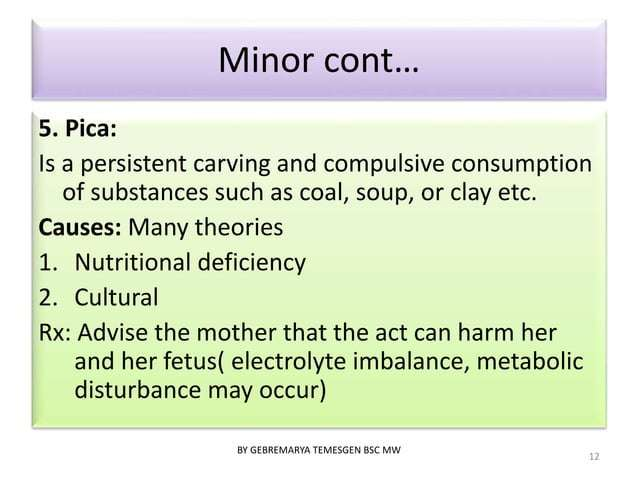 Minor cont...
5. Pica:
Is a persistent carving and compulsive consumption
of substances such as coal, soup, or clay etc.
Causes: Many theories
1. Nutritional deficiency
2. Cultural
Rx: Advise the mother that the act can harm her
and her fetus( electrolyte imbalance, metabolic
disturbance may occur)
BY GEBREMARYA TEMESGEN BSC MW
12